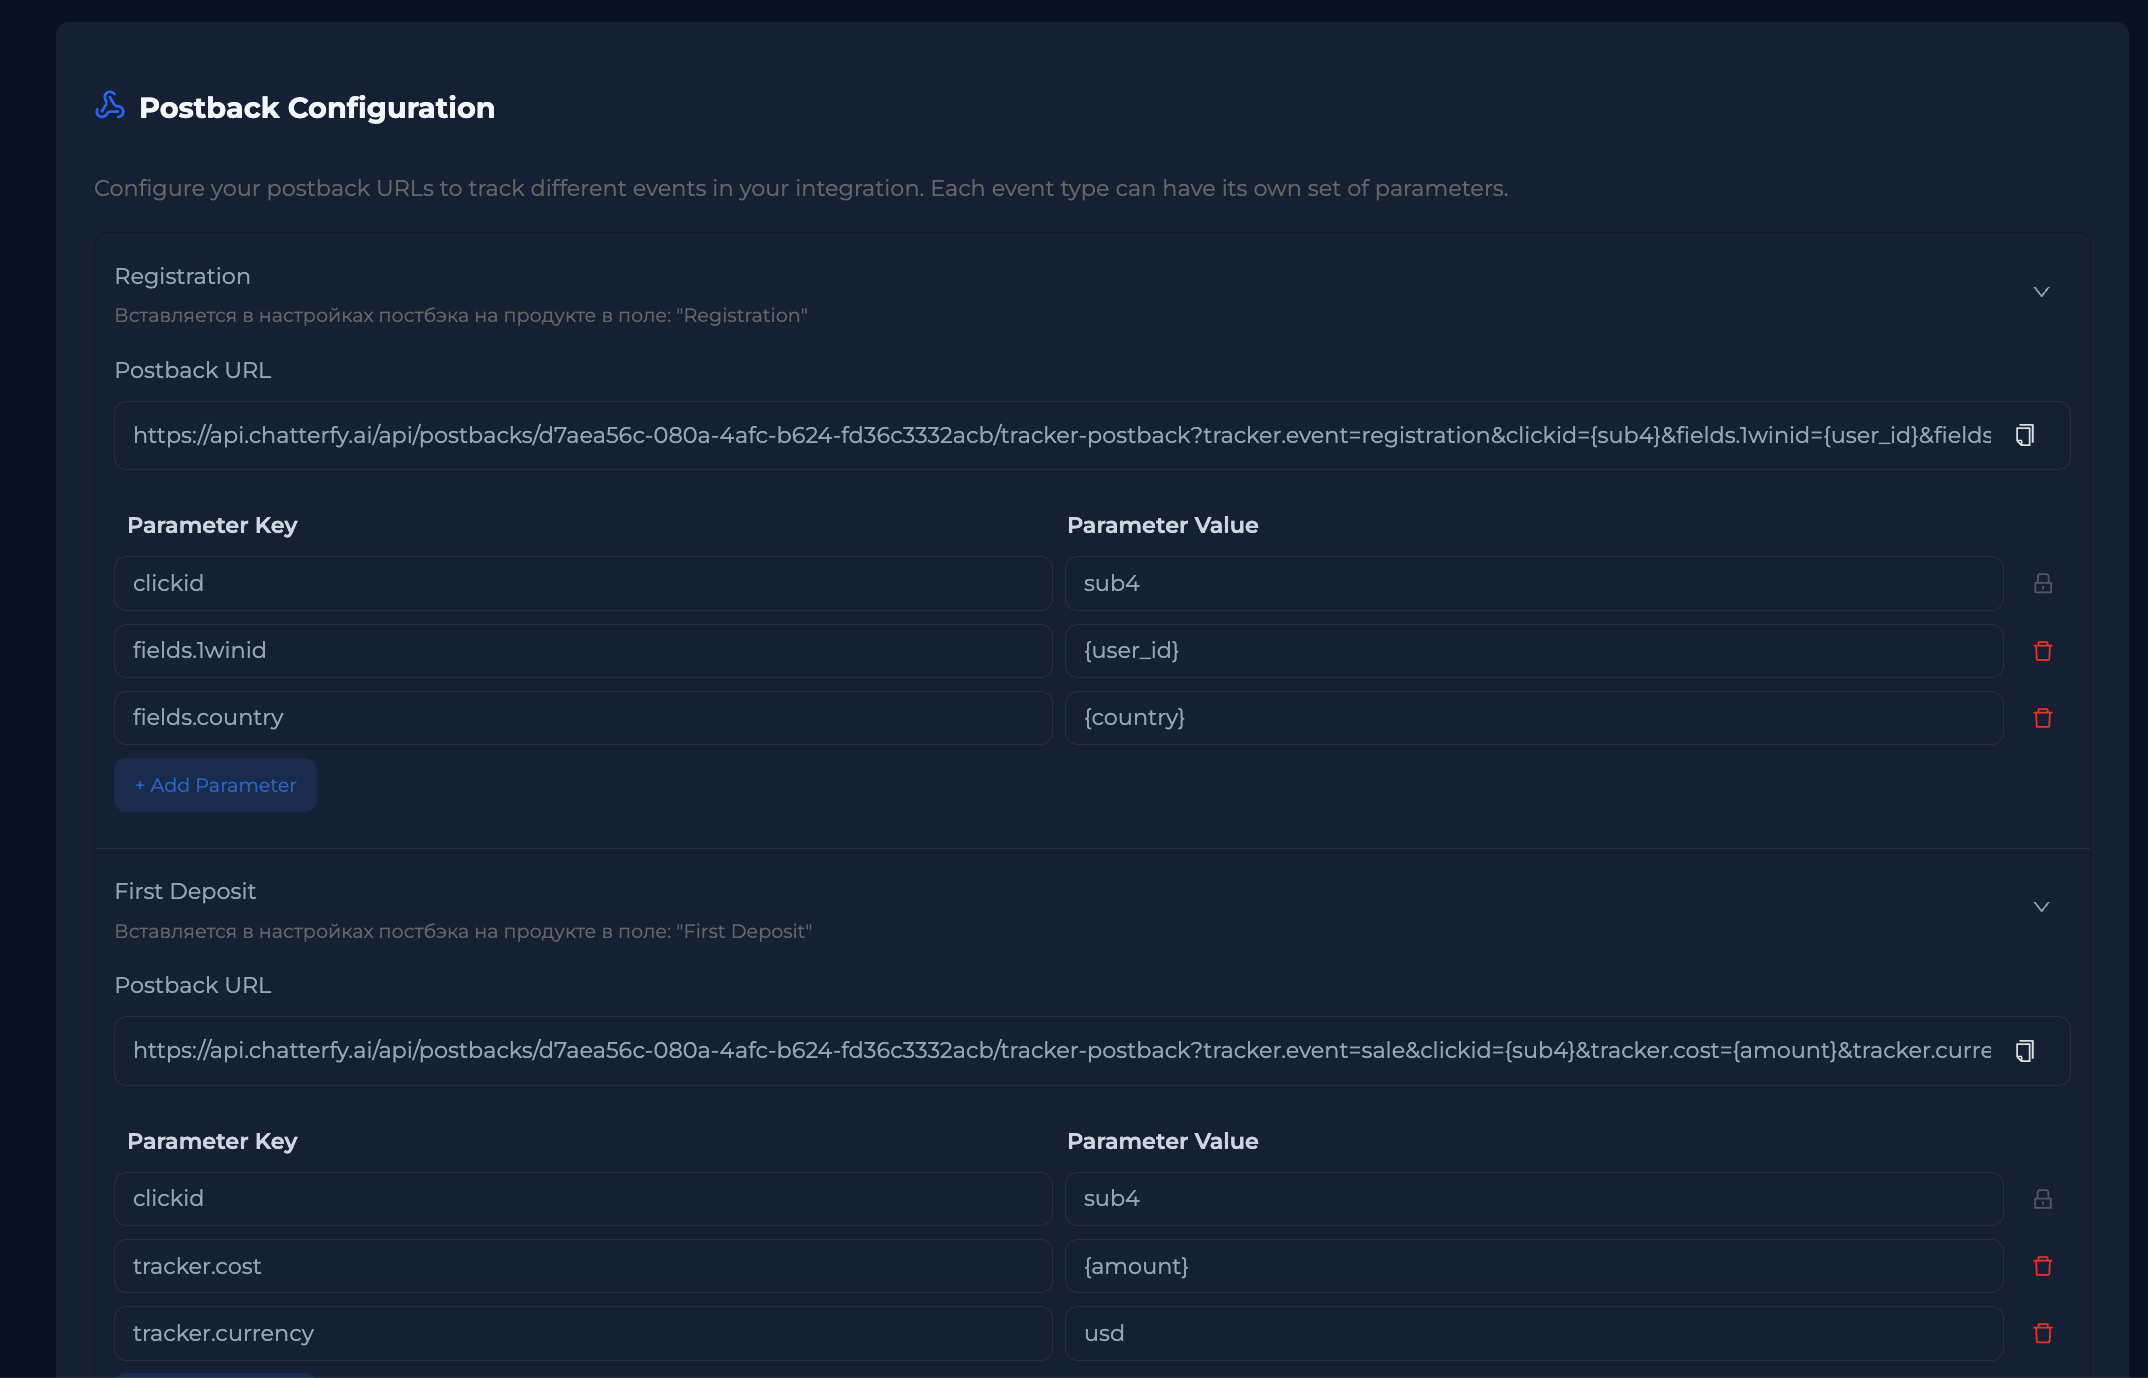 Postback Configuration
Configure your postback URLs to track different events in your integration. Each event type can have its own set of parameters.
Registration
Вставляется в настройках постбэка на продукте в поле: "Registration"
Postback URL
https://api.chatterfy.ai/api/postbacks/d7aea56c-080a-4afc-b624-fd36c3332acb/tracker-postback?tracker.event=registration&clickid={sub4}&fields.1winid={user_id}&fields
Parameter Key Parameter Value
clickid sub4
fields.1winid {user_id}
fields.country {country}
+ Add Parameter
First Deposit
Вставляется в настройках постбэка на продукте в поле: "First Deposit"
Postback URL
https://api.chatterfy.ai/api/postbacks/d7aea56c-080a-4afc-b624-fd36c3332acb/tracker-postback?tracker.event=sale&clickid={sub4}&tracker.cost={amount}&tracker.curre
Parameter Key Parameter Value
clickid sub4
tracker.cost {amount}
tracker.currency usd